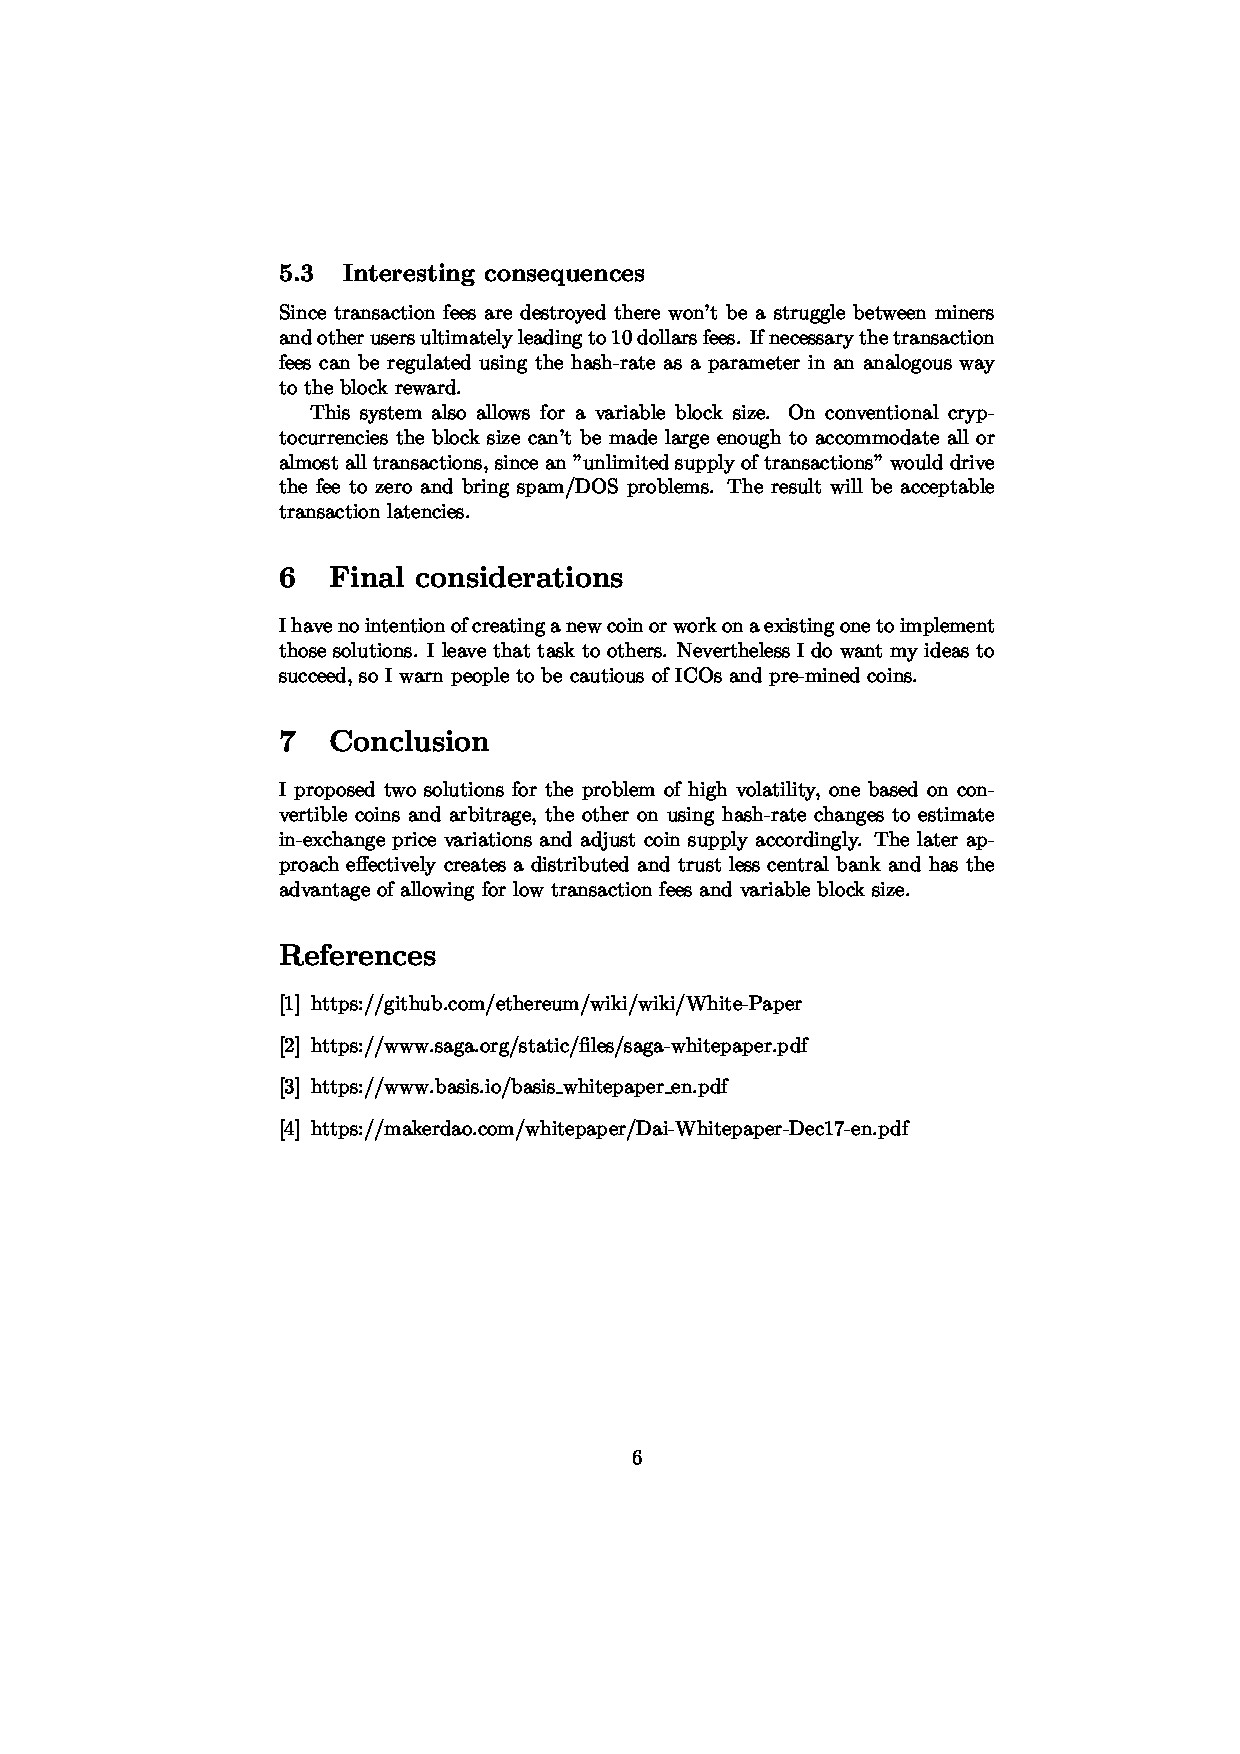 5.3 Interesting consequences
Since transaction fees are destroyed there won't be a struggle between miners
and other users ultimately leading to 10 dollars fees. If necessary the transaction
fees can be regulated using the hash-rate as a parameter in an analogous way
to the block reward.
This system also allows for a variable block size. On conventional cryp-
tocurrencies the block size can't be made large enough to accommodate all or
almost all transactions, since an ”unlimited supply of transactions” would drive
the fee to zero and bring spam/DOS problems. The result will be acceptable
transaction latencies.
6 Final considerations
I have no intention of creating a new coin or work on a existing one to implement
those solutions. I leave that task to others. Nevertheless I do want my ideas to
succeed, so I warn people to be cautious of ICOs and pre-mined coins.
7 Conclusion
I proposed two solutions for the problem of high volatility, one based on con-
vertible coins and arbitrage, the other on using hash-rate changes to estimate
in-exchange price variations and adjust coin supply accordingly. The later ap-
proach effectively creates a distributed and trust less central bank and has the
advantage of allowing for low transaction fees and variable block size.
References
[1] https://github.com/ethereum/wiki/wiki/White-Paper
[2] https://www.saga.org/static/files/saga-whitepaper.pdf
[3] https://www.basis.io/basis_whitepaper_en.pdf
[4] https://makerdao.com/whitepaper/Dai-Whitepaper-Dec17-en.pdf
6